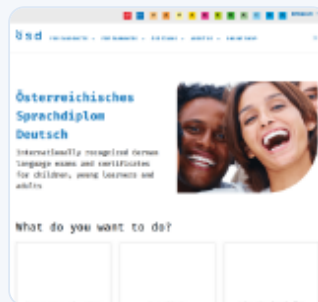 ösd
Österreichisches
Sprachdiplom
Deutsch
Internationally recognized German
language exams and certificates
for children, young learners and
adults
What do you want to do?